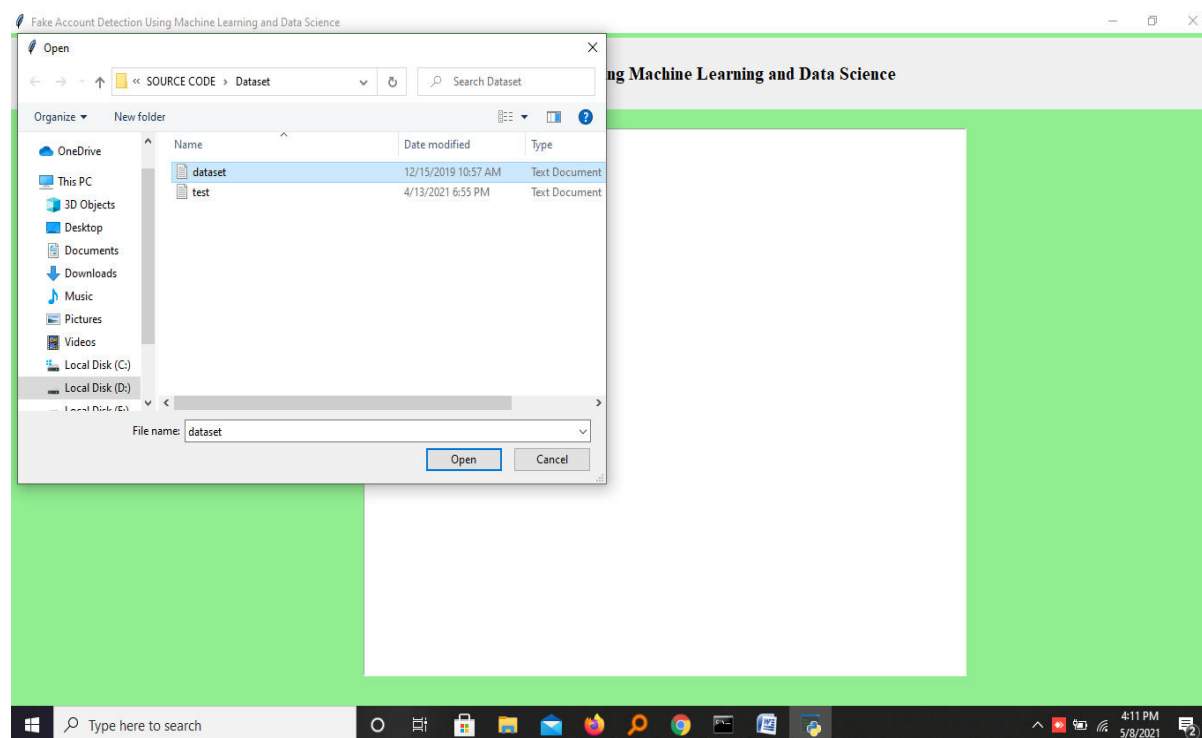 Fake Account Detection Using Machine Learning and Data Science
Open
« SOURCE CODE › Dataset
Search Dataset
ng Machine Learning and Data Science
Organize
New folder
Name
Date modified
Type
OneDrive
dataset
12/15/2019 10:57 AM
Text Document
This PC
test
4/13/2021 6:55 PM
Text Document
3D Objects
Desktop
Documents
Downloads
Music
Pictures
Videos
Local Disk (C:)
Local Disk (D:)
File name:
dataset
Open
Cancel
Type here to search
4:11 PM
5/8/2021
2